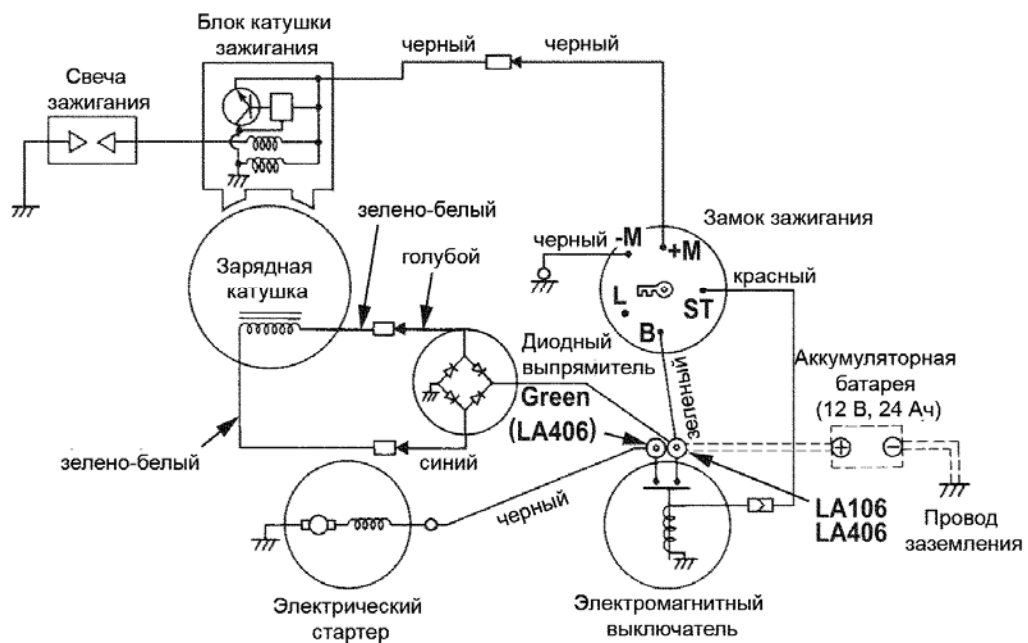 Блок катушки
зажигания
черный
черный
Свеча
зажигания
зелено-белый
голубой
Зарядная
катушка
Замок зажигания
черный
-M
+M
красный
L
ST
B
Диодный
выпрямитель
Green
(LA406)
зеленый
Аккумуляторная
батарея
(12 В, 24 Ач)
+
−
зелено-белый
синий
черный
LA106
LA406
Провод
заземления
Электрический
стартер
Электромагнитный
выключатель